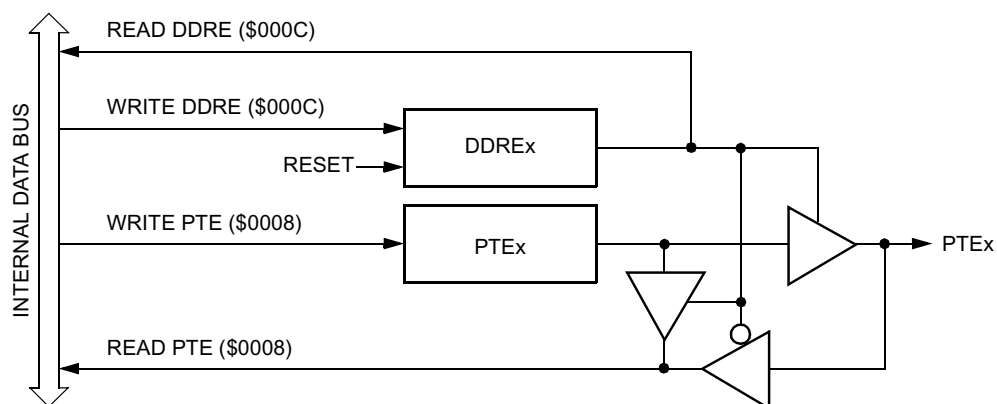 READ DDRE ($000C)
WRITE DDRE ($000C)
DDREx
RESET
INTERNAL DATA BUS
WRITE PTE ($0008)
PTEx
PTEx
READ PTE ($0008)